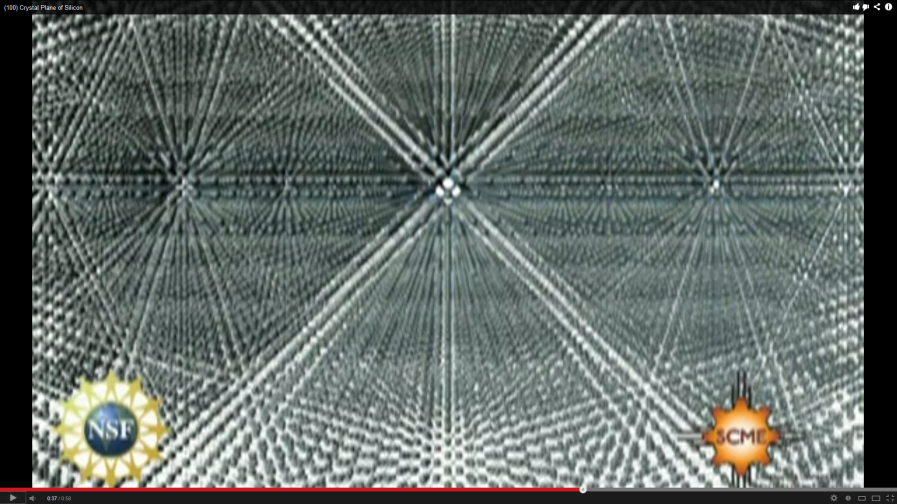 (100) Crystal Plane of Silicon
NSF
SCME
0:37 / 0:58